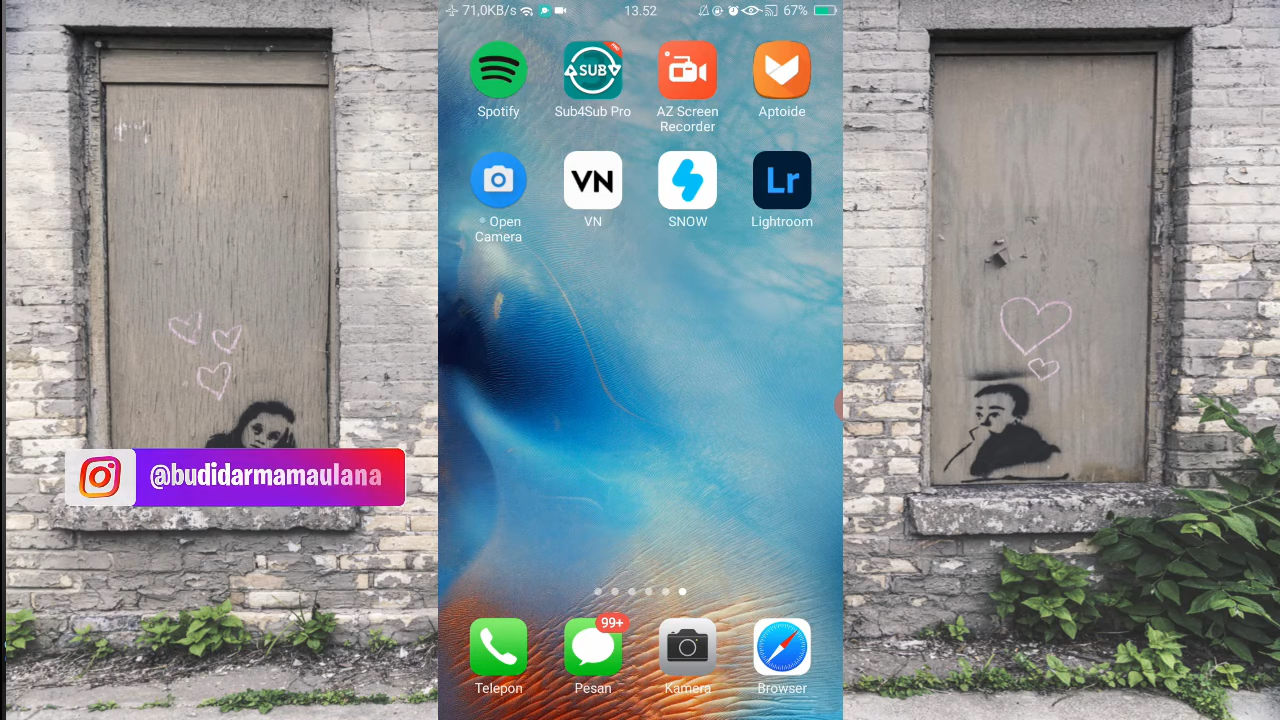 71,0KB/s
13.52
67%
SUB
Spotify
Sub4Sub Pro
AZ Screen
Recorder
Aptoide
VN
Lr
Open
Camera
VN
SNOW
Lightroom
@budidarmamaulana
99+
Telepon
Pesan
Kamera
Browser